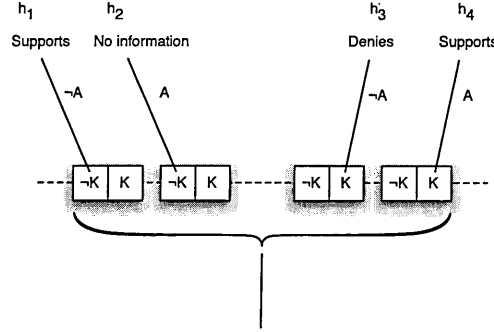 h1 h2 h3 h4
Supports No information Denies Supports
¬A A ¬A A
¬K K ¬K K ¬K K ¬K K